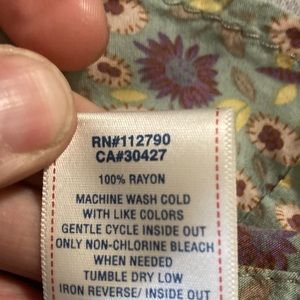 RN#112790
CA#30427
100% RAYON
MACHINE WASH COLD
WITH LIKE COLORS
GENTLE CYCLE INSIDE OUT
ONLY NON-CHLORINE BLEACH
WHEN NEEDED
TUMBLE DRY LOW
IRON REVERSE/ INSIDE OUT